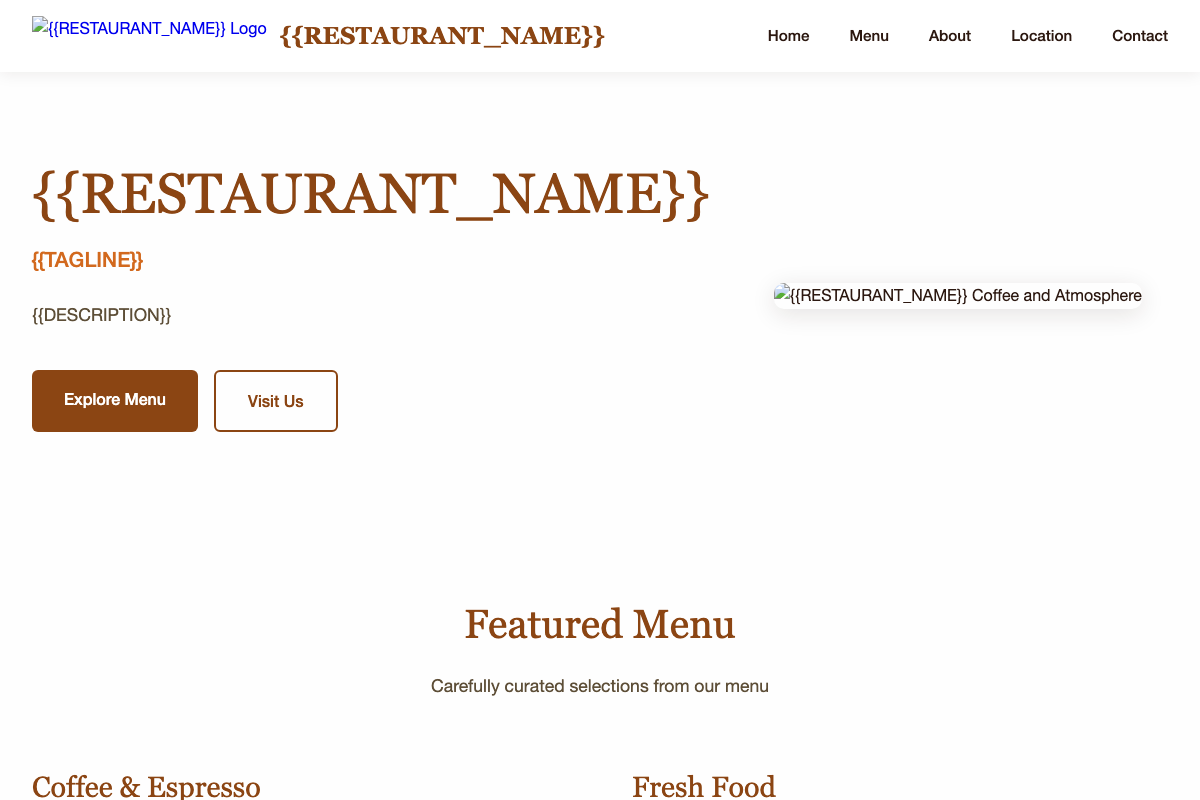 {{RESTAURANT_NAME}} Logo
{{RESTAURANT_NAME}}
Home
Menu
About
Location
Contact
{{RESTAURANT_NAME}}
{{TAGLINE}}
{{DESCRIPTION}}
{{RESTAURANT_NAME}} Coffee and Atmosphere
Explore Menu
Visit Us
Featured Menu
Carefully curated selections from our menu
Coffee & Espresso
Fresh Food